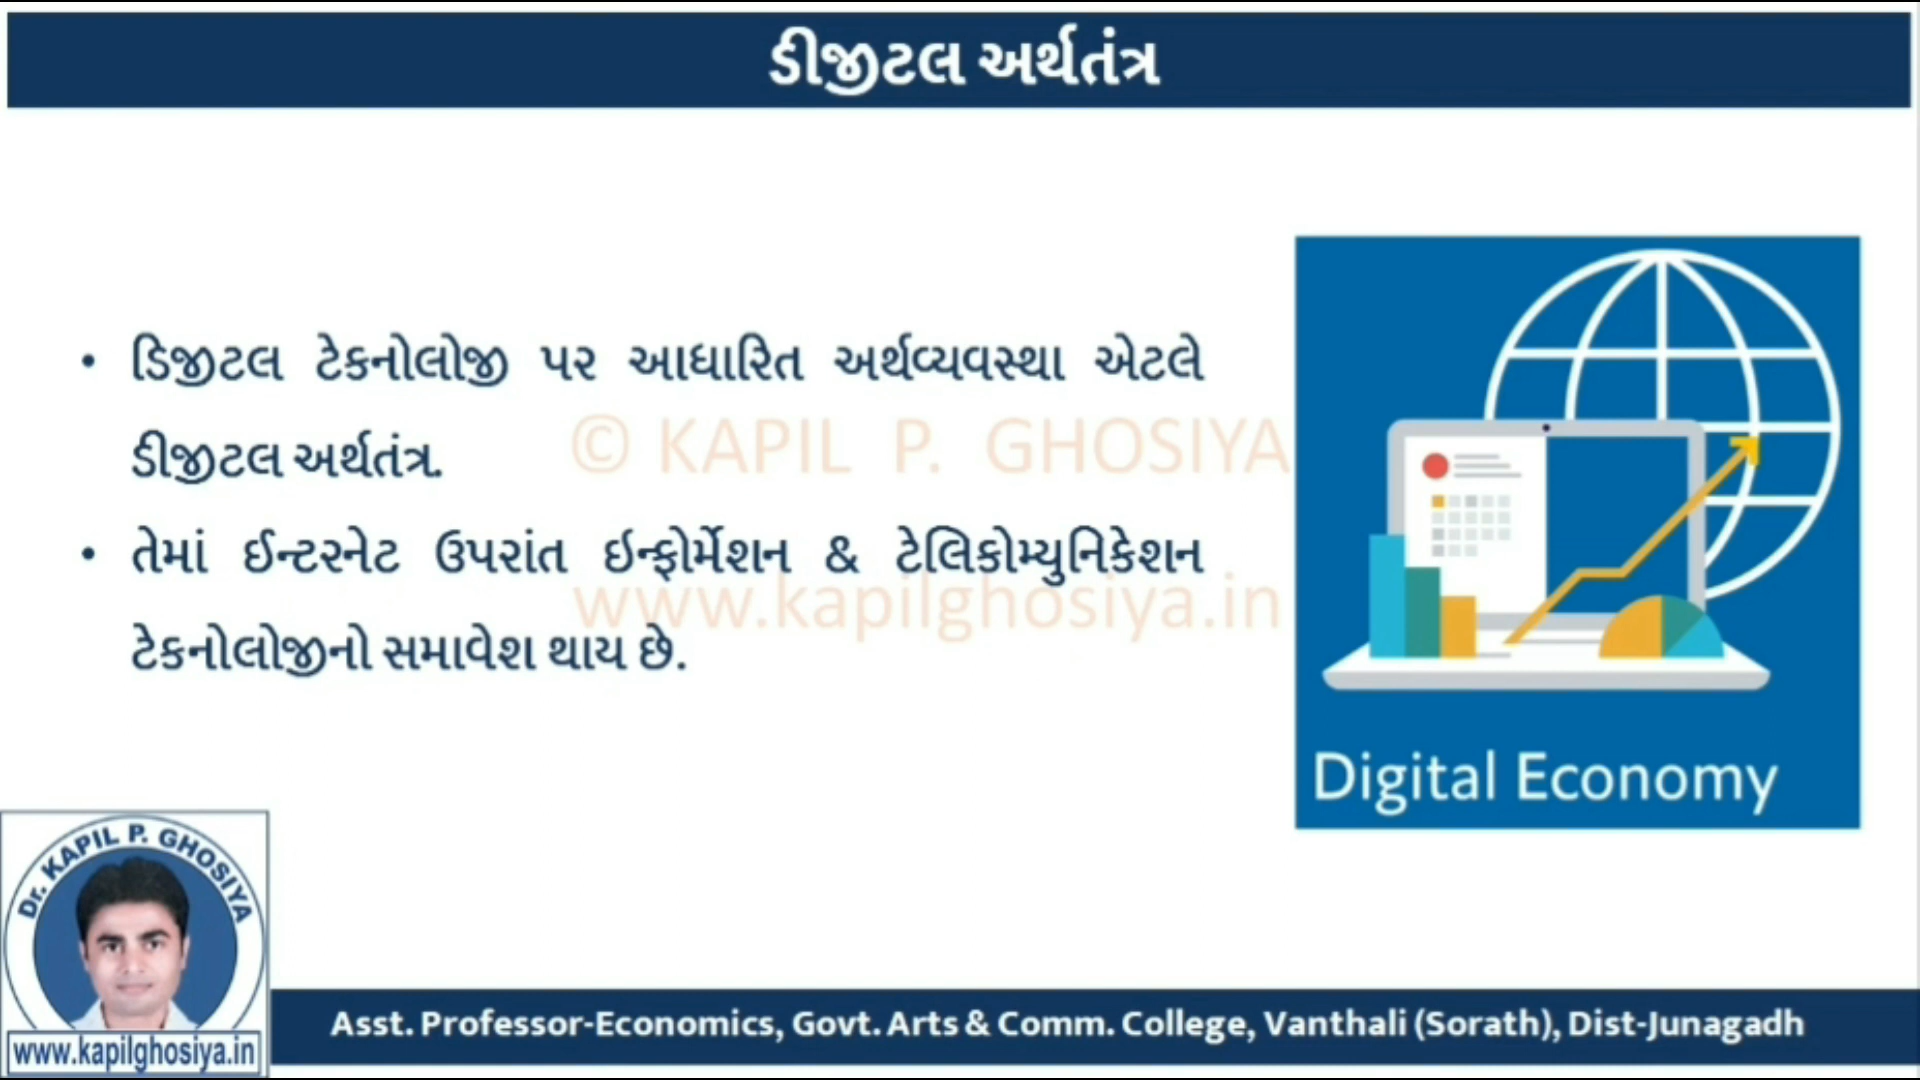 ડીજીટલ અર્થતંત્ર
• ડિજીટલ ટેકનોલોજી પર આધારિત અર્થવ્યવસ્થા એટલે
ડીજીટલ અર્થતંત્ર.
• તેમાં ઈન્ટરનેટ ઉપરાંત ઇન્ફોર્મેશન & ટેલિકોમ્યુનિકેશન
ટેકનોલોજીનો સમાવેશ થાય છે.
© KAPIL P. GHOSIYA
www.kapilghosiya.in
Digital Economy
Dr. KAPIL P. GHOSIYA
www.kapilghosiya.in
Asst. Professor-Economics, Govt. Arts & Comm. College, Vanthali (Sorath), Dist-Junagadh